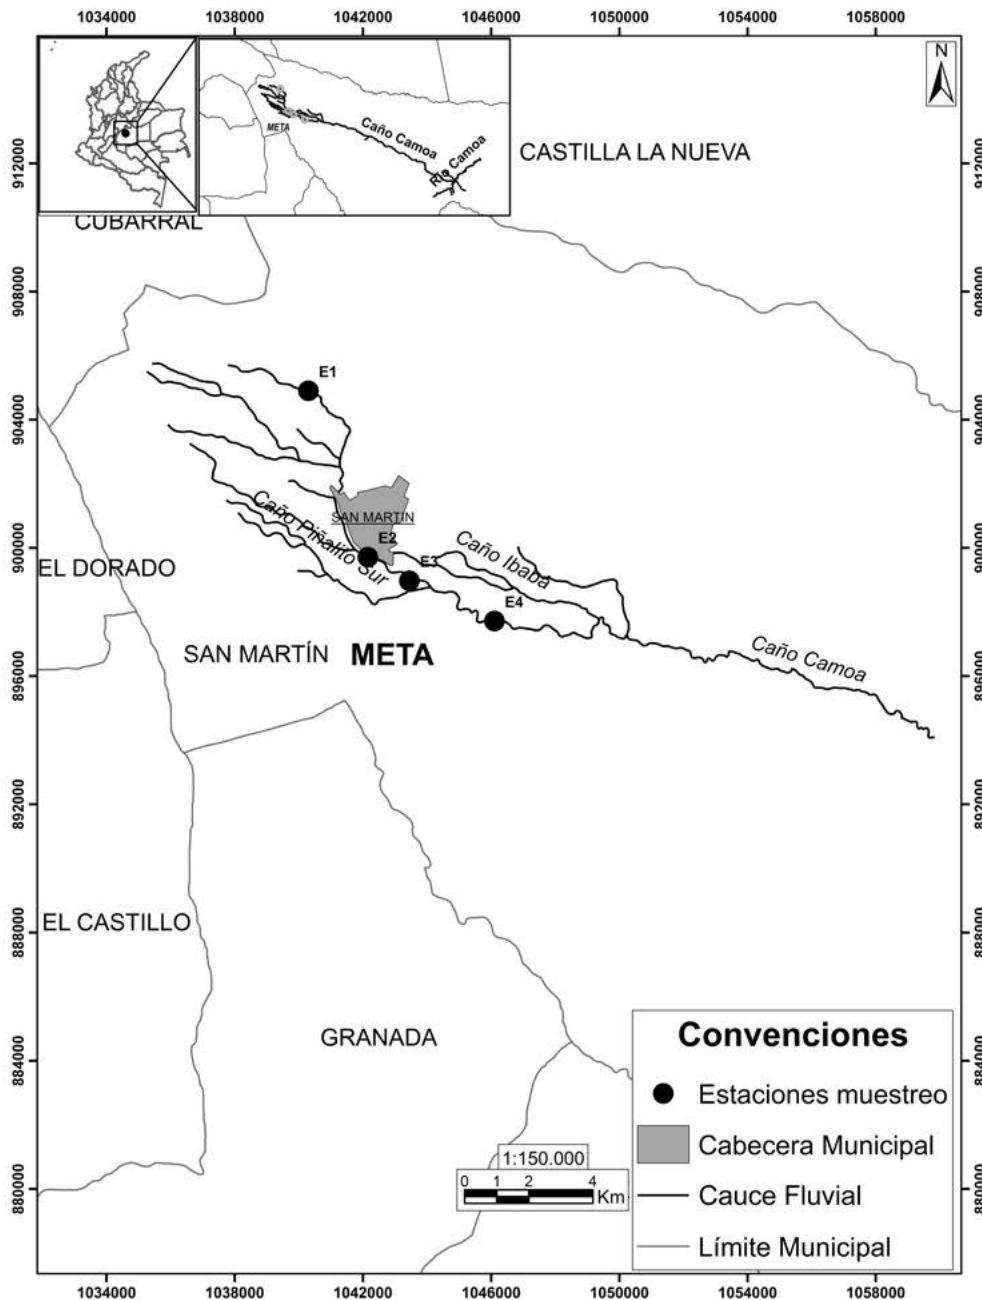 1034000 1038000 1042000 1046000 1050000 1054000 1058000
N
META
Caño Camoa
Río Camoa
CASTILLA LA NUEVA
CUBARRAL
912000
912000
908000
908000
E1
904000
904000
SAN MARTÍN
Caño Piñalito Sur
E2
Caño Ibaba
E3
900000
900000
EL DORADO
E4
SAN MARTÍN META
Caño Camoa
896000
896000
892000
892000
EL CASTILLO
888000
888000
GRANADA
884000
884000
Convenciones
Estaciones muestreo
Cabecera Municipal
Cauce Fluvial
Límite Municipal
1:150.000
0 1 2 4
Km
880000
880000
1034000 1038000 1042000 1046000 1050000 1054000 1058000